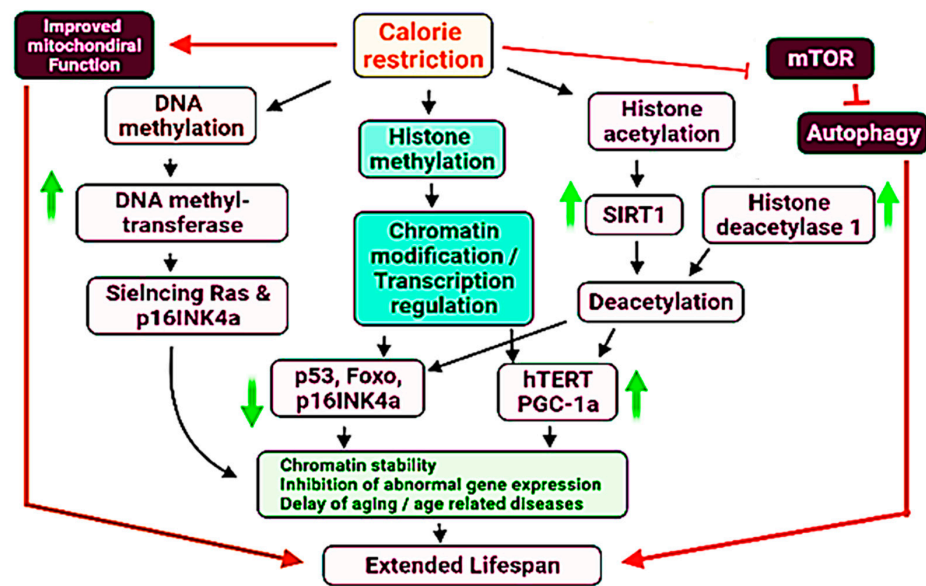 Improved
mitochondiral
Function
Calorie
restriction
mTOR
DNA
methylation
Histone
methylation
Histone
acetylation
Autophagy
DNA methyl-
transferase
SIRT1
Histone
deacetylase 1
Chromatin
modification /
Transcription
regulation
Sielncing Ras &
p16INK4a
Deacetylation
p53, Foxo,
p16INK4a
hTERT
PGC-1a
Chromatin stability
Inhibition of abnormal gene expression
Delay of aging / age related diseases
Extended Lifespan